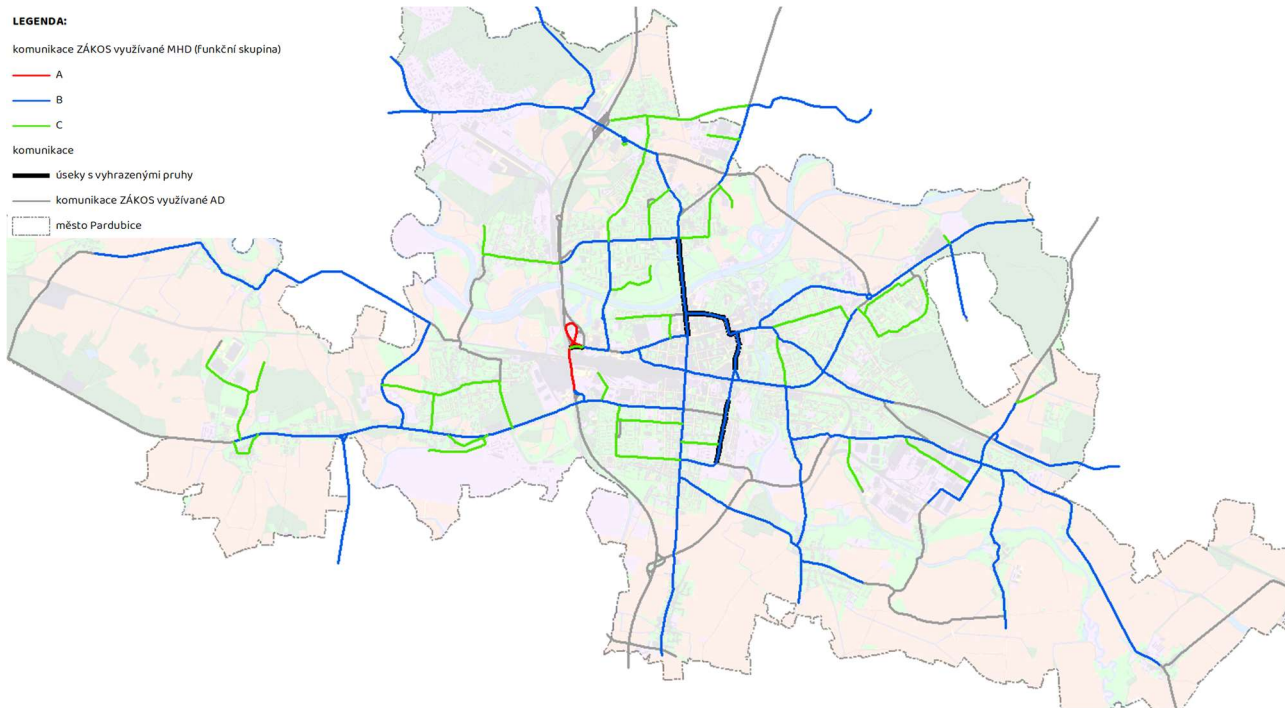 LEGENDA:
komunikace ZÁKOS využívané MHD (Funkční skupina)
A
B
C
komunikace
úseky s vyhrazenými pruhy
komunikace ZÁKOS využívané AD
město Pardubice